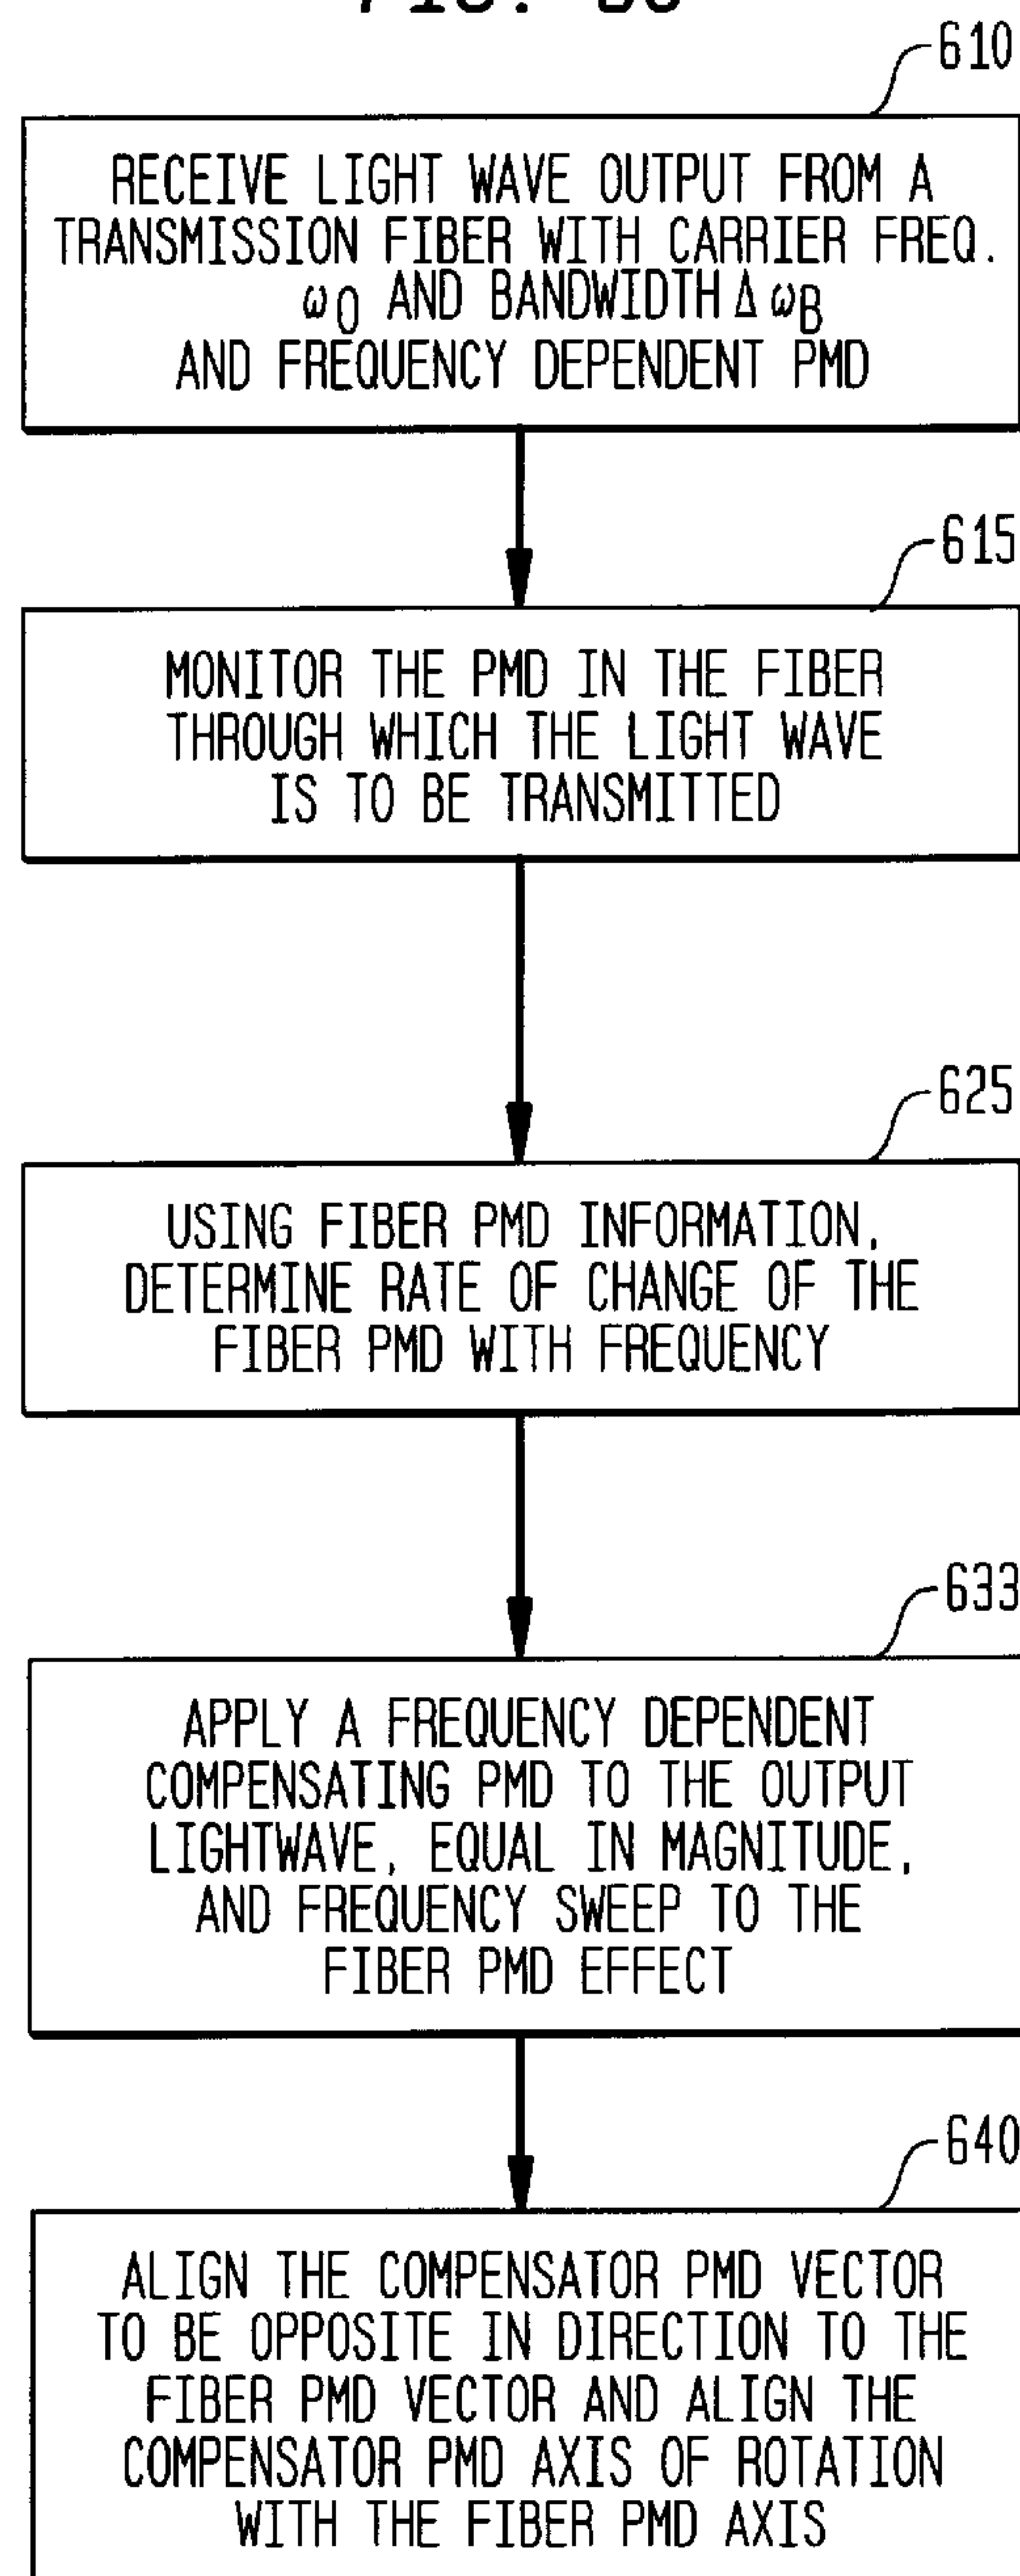 610
RECEIVE LIGHT WAVE OUTPUT FROM A
TRANSMISSION FIBER WITH CARRIER FREQ.
ω0 AND BANDWIDTH Δ ωB
AND FREQUENCY DEPENDENT PMD
615
MONITOR THE PMD IN THE FIBER
THROUGH WHICH THE LIGHT WAVE
IS TO BE TRANSMITTED
625
USING FIBER PMD INFORMATION,
DETERMINE RATE OF CHANGE OF THE
FIBER PMD WITH FREQUENCY
633
APPLY A FREQUENCY DEPENDENT
COMPENSATING PMD TO THE OUTPUT
LIGHTWAVE, EQUAL IN MAGNITUDE,
AND FREQUENCY SWEEP TO THE
FIBER PMD EFFECT
640
ALIGN THE COMPENSATOR PMD VECTOR
TO BE OPPOSITE IN DIRECTION TO THE
FIBER PMD VECTOR AND ALIGN THE
COMPENSATOR PMD AXIS OF ROTATION
WITH THE FIBER PMD AXIS